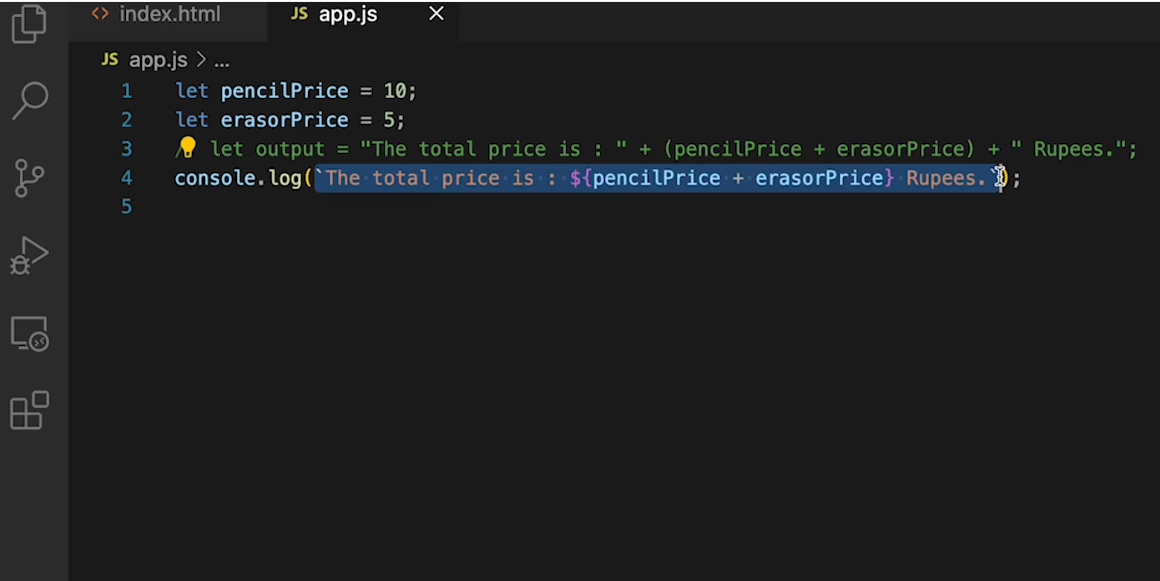 index.html
JS app.js
JS app.js > ...
1 let pencilPrice = 10;
2 let erasorPrice = 5;
3 let output = "The total price is : " + (pencilPrice + erasorPrice) + " Rupees.";
4 console.log(`The total price is : ${pencilPrice + erasorPrice} Rupees.`);
5